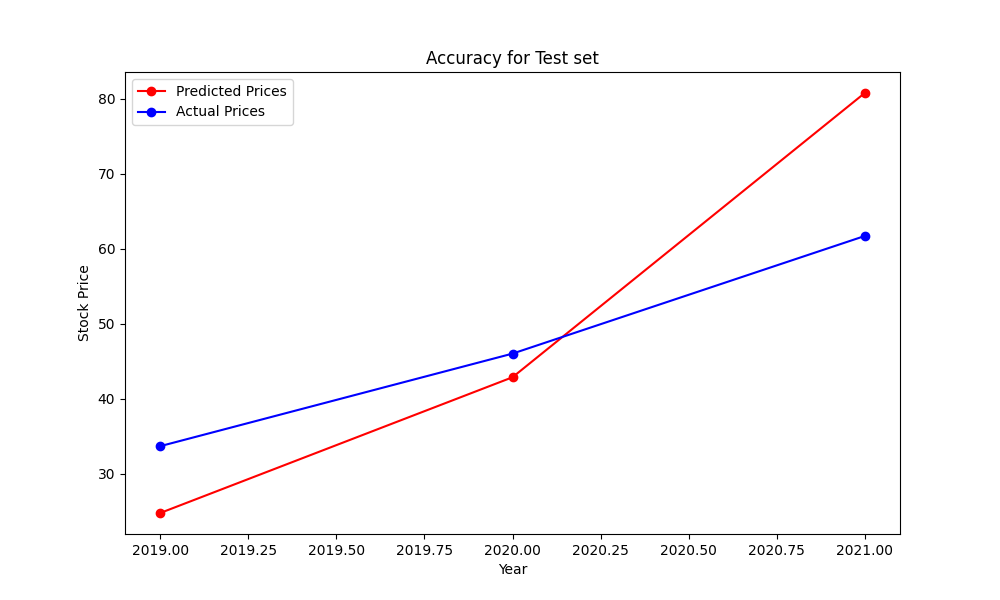 Accuracy for Test set
Predicted Prices
Actual Prices
80
70
60
50
40
30
Stock Price
2019.00 2019.25 2019.50 2019.75 2020.00 2020.25 2020.50 2020.75 2021.00
Year